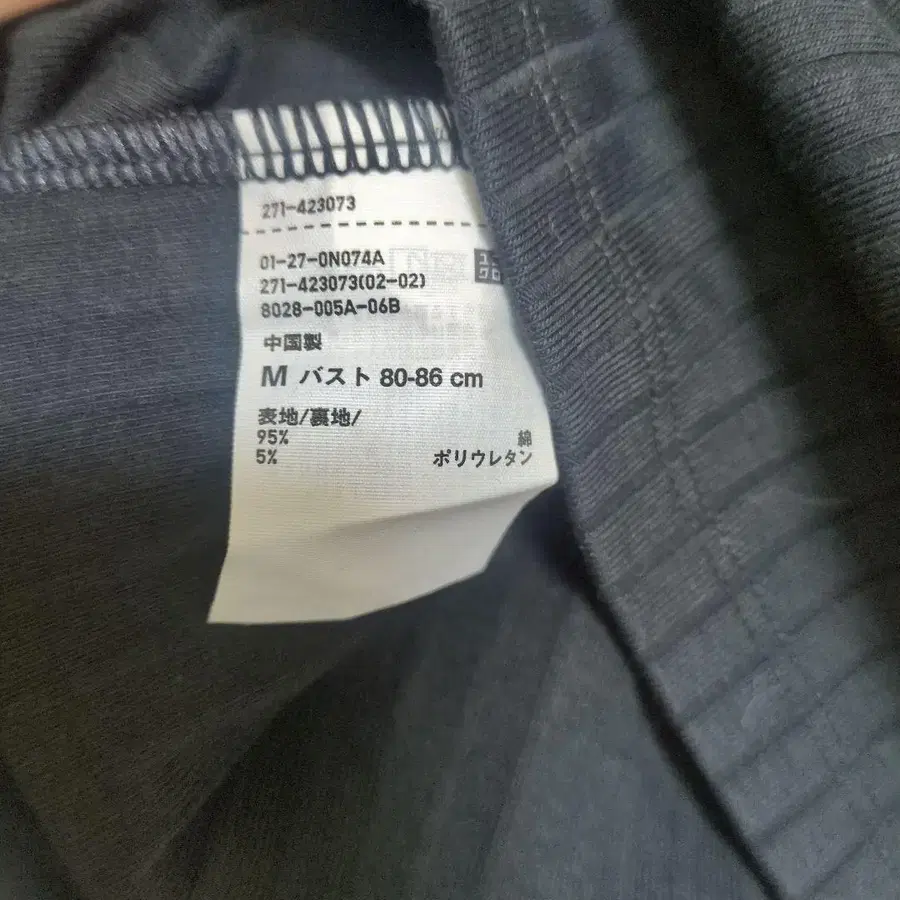 271-423073
01-27-0N074A
271-423073(02-02)
8028-005A-06B
中国製
M バスト 80-86 cm
表地/裏地/
95% 綿
5% ポリウレタン